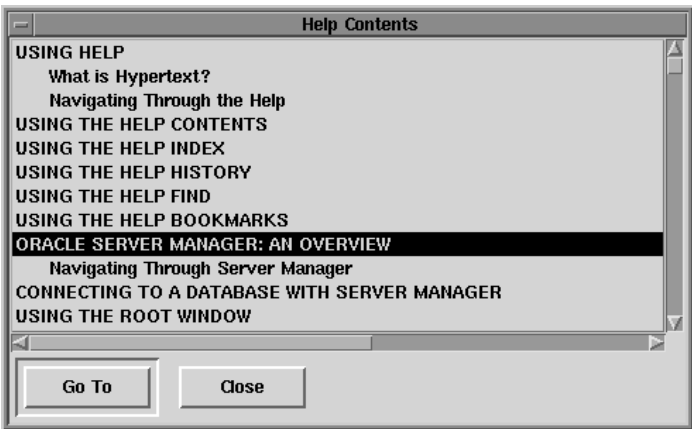 Help Contents
USING HELP
What is Hypertext?
Navigating Through the Help
USING THE HELP CONTENTS
USING THE HELP INDEX
USING THE HELP HISTORY
USING THE HELP FIND
USING THE HELP BOOKMARKS
ORACLE SERVER MANAGER: AN OVERVIEW
Navigating Through Server Manager
CONNECTING TO A DATABASE WITH SERVER MANAGER
USING THE ROOT WINDOW
Go To
Close